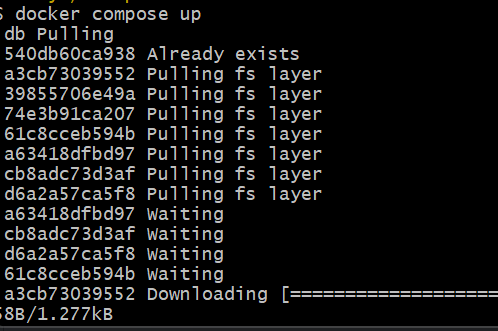 $ docker compose up
db Pulling
540db60ca938 Already exists
a3cb73039552 Pulling fs layer
39855706e49a Pulling fs layer
74e3b91ca207 Pulling fs layer
61c8cceb594b Pulling fs layer
a63418dfbd97 Pulling fs layer
cb8adc73d3af Pulling fs layer
d6a2a57ca5f8 Pulling fs layer
a63418dfbd97 Waiting
cb8adc73d3af Waiting
d6a2a57ca5f8 Waiting
61c8cceb594b Waiting
a3cb73039552 Downloading [===================
58B/1.277kB